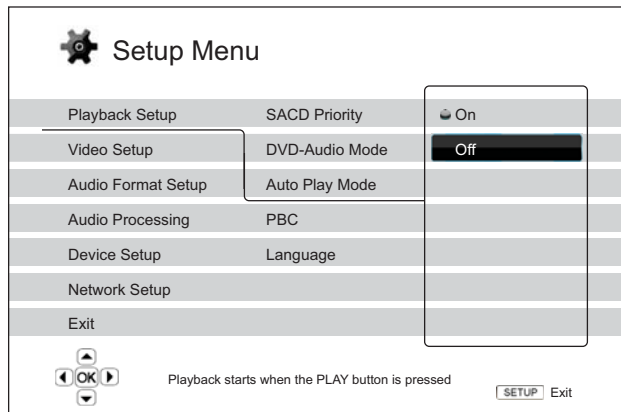 Setup Menu
Playback Setup SACD Priority On
Video Setup DVD-Audio Mode Off
Audio Format Setup Auto Play Mode
Audio Processing PBC
Device Setup Language
Network Setup
Exit
OK Playback starts when the PLAY button is pressed SETUP Exit